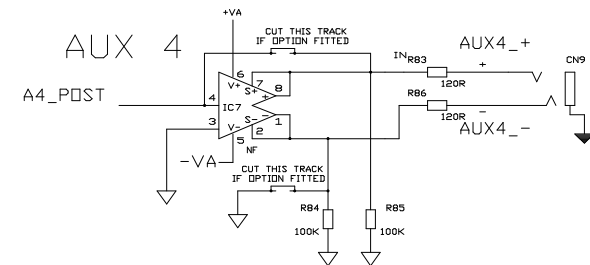 +VA
CUT THIS TRACK
IF OPTION FITTED
AUX 4
IN
R83
AUX4_+
CN9
6
7
V+
S+
+
8
+
120R
A4_POST
4
IC7
R86
3
S-
-
1
V-
2
-
120R
5
NF
AUX4_-
-VA
CUT THIS TRACK
IF OPTION FITTED
R84
R85
100K
100K